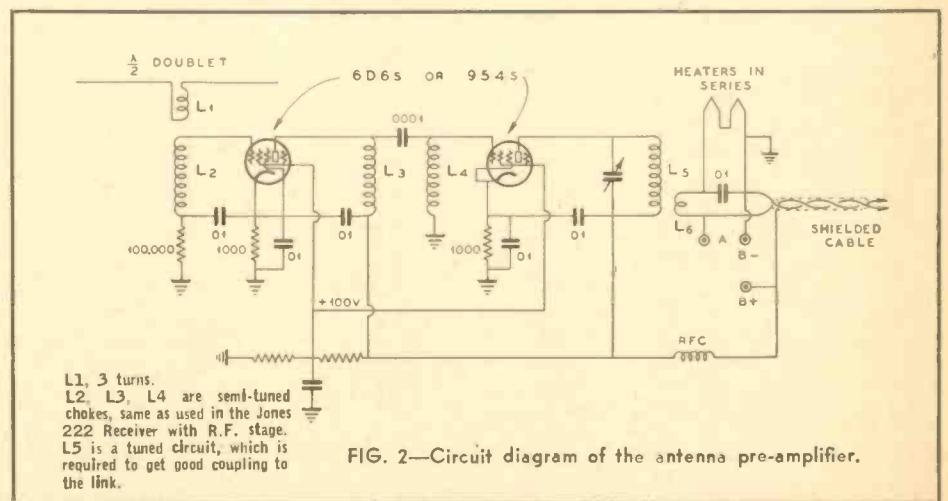 λ/2 DOUBLET
L1
6D6s OR 954s
HEATERS IN
SERIES
.0001
L2
L3
L4
L5
L6
.01
A
B-
B+
SHIELDED
CABLE
100,000
.01
1000
.01
.01
1000
.01
.01
+100V
RFC
L1, 3 turns.
L2, L3, L4 are semi-tuned
chokes, same as used in the Jones
222 Receiver with R.F. stage.
L5 is a tuned circuit, which is
required to get good coupling to
the link.
FIG. 2—Circuit diagram of the antenna pre-amplifier.